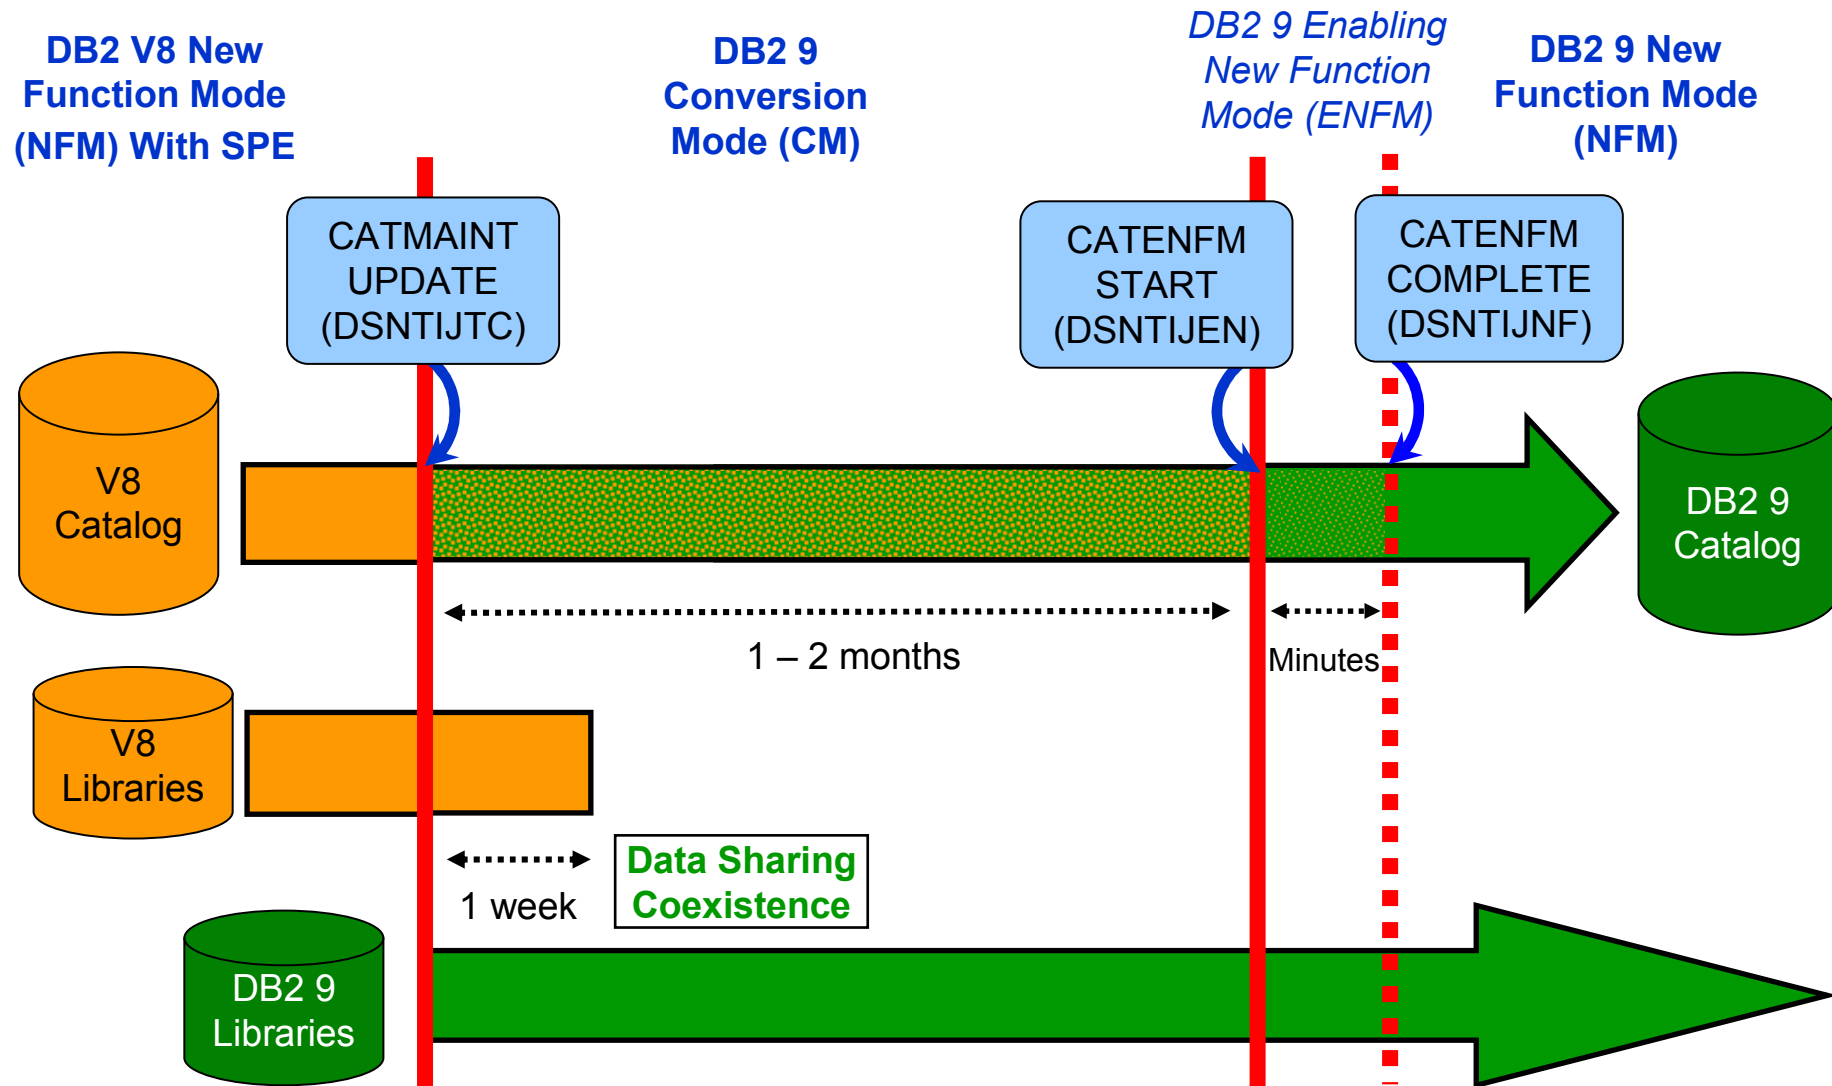 DB2 V8 New
Function Mode
(NFM) With SPE
DB2 9
Conversion
Mode (CM)
DB2 9 Enabling
New Function
Mode (ENFM)
DB2 9 New
Function Mode
(NFM)
CATMAINT
UPDATE
(DSNTIJTC)
CATENFM
START
(DSNTIJEN)
CATENFM
COMPLETE
(DSNTIJNF)
V8
Catalog
DB2 9
Catalog
1 – 2 months
Minutes
V8
Libraries
1 week
Data Sharing
Coexistence
DB2 9
Libraries